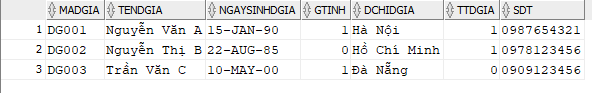 MADGIA TENDGIA NGAYSINHDGIA GTINH DCHIDGIA TTDGIA SDT
1 DG001 Nguyễn Văn A 15-JAN-90 1 Hà Nội 1 0987654321
2 DG002 Nguyễn Thị B 22-AUG-85 0 Hồ Chí Minh 1 0978123456
3 DG003 Trần Văn C 10-MAY-00 1 Đà Nẵng 0 0909123456